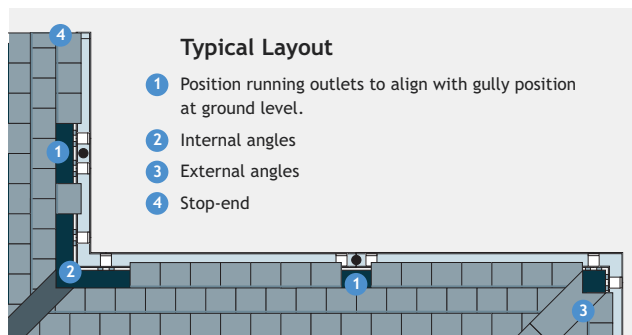 4
Typical Layout
1 Position running outlets to align with gully position
at ground level.
2 Internal angles
3 External angles
4 Stop-end
1
2
1
3